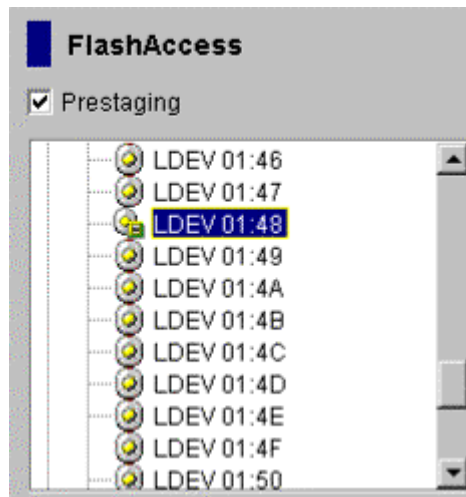 FlashAccess
Prestaging
LDEV 01:46
LDEV 01:47
LDEV 01:48
LDEV 01:49
LDEV 01:4A
LDEV 01:4B
LDEV 01:4C
LDEV 01:4D
LDEV 01:4E
LDEV 01:4F
LDEV 01:50